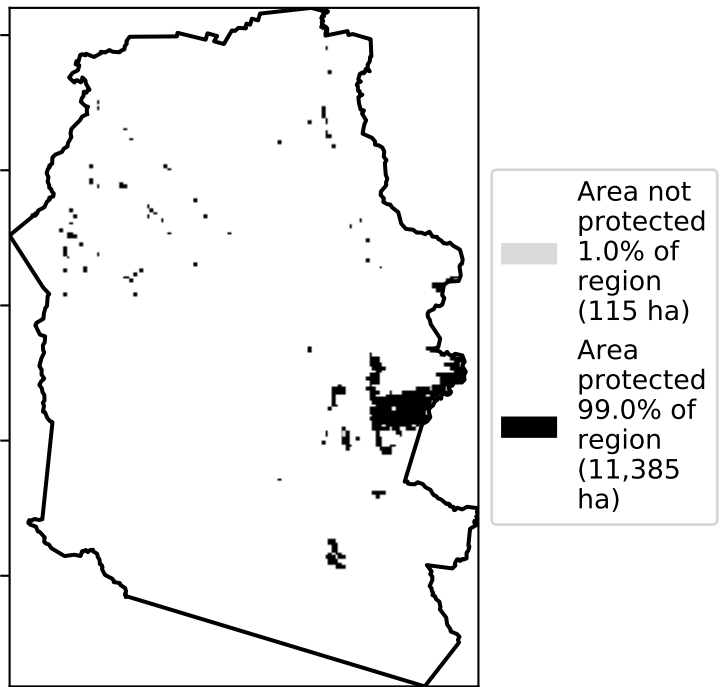 Area not
protected
1.0% of
region
(115 ha)
Area
protected
99.0% of
region
(11,385
ha)